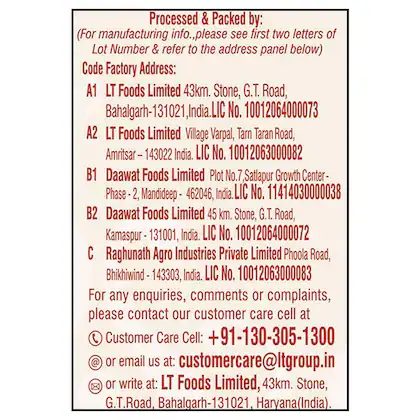 Processed & Packed by:
(For manufacturing info.,please see first two letters of
Lot Number & refer to the address panel below)
Code Factory Address:
A1 LT Foods Limited 43km. Stone, G.T. Road,
Bahalgarh-131021,India.LIC No. 10012064000073
A2 LT Foods Limited Village Varpal, Tarn Taran Road,
Amritsar – 143022 India. LIC No. 10012063000082
B1 Daawat Foods Limited Plot No.7,Satlapur Growth Center-
Phase - 2, Mandideep - 462046, India.LIC No. 11414030000038
B2 Daawat Foods Limited 45 km. Stone, G.T. Road,
Kamaspur - 131001, India. LIC No. 10012064000072
C Raghunath Agro Industries Private Limited Phoola Road,
Bhikhiwind - 143303, India. LIC No. 10012063000083
For any enquiries, comments or complaints,
please contact our customer care cell at
Customer Care Cell: +91-130-305-1300
@ or email us at: customercare@ltgroup.in
or write at: LT Foods Limited, 43km. Stone,
G.T.Road, Bahalgarh-131021, Haryana(India).